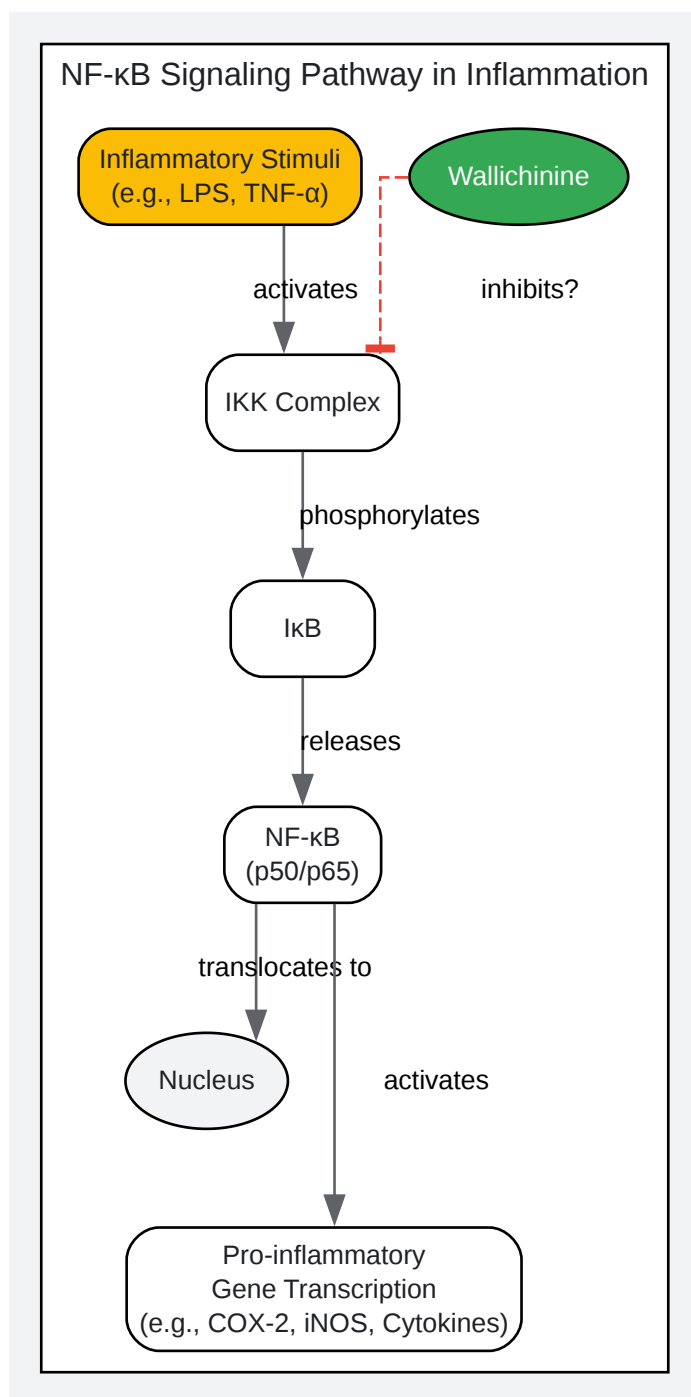 NF-κB Signaling Pathway in Inflammation
Inflammatory Stimuli
(e.g., LPS, TNF-α)
Wallichinine
activates
inhibits?
IKK Complex
phosphorylates
IκB
releases
NF-κB
(p50/p65)
translocates to
Nucleus
activates
Pro-inflammatory
Gene Transcription
(e.g., COX-2, iNOS, Cytokines)